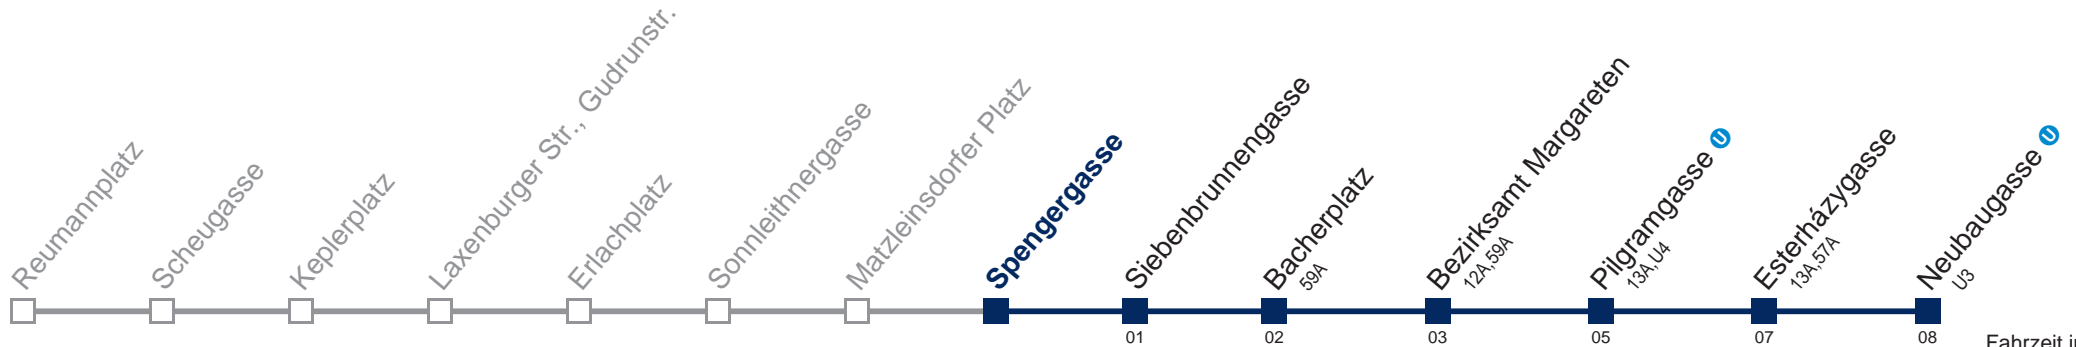 Reumannplatz
Scheugasse
Keplerplatz
Laxenburger Str., Gudrunstr.
Erlachplatz
Sonnleithnergasse
Matzleinsdorfer Platz
Spengergasse
Siebenbrunnengasse
01
Bacherplatz
59A
02
Bezirksamt Margareten
12A,59A
03
Pilgramgasse U
13A,U4
05
Esterházygasse
13A,57A
07
Neubaugasse U
U3
08
Fahrzeit